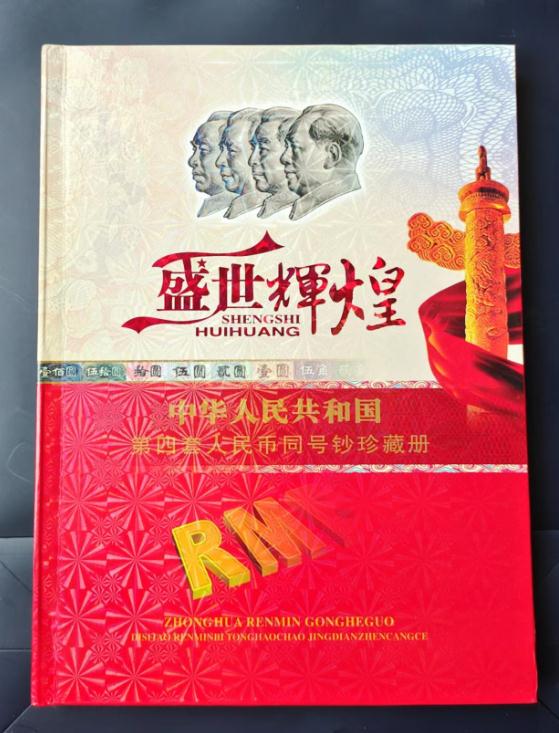 盛世輝煌
SHENGSHI
HUIHUANG
壹佰圆 伍拾圆 拾圆 伍圆 贰圆 壹圆 伍角
中华人民共和国
第四套人民币同号钞珍藏册
RM
ZHONGHUA RENMIN GONGHEGUO
DISITAO RENMINBI TONGHAOCHAO JINGDIANZHENCANGCE